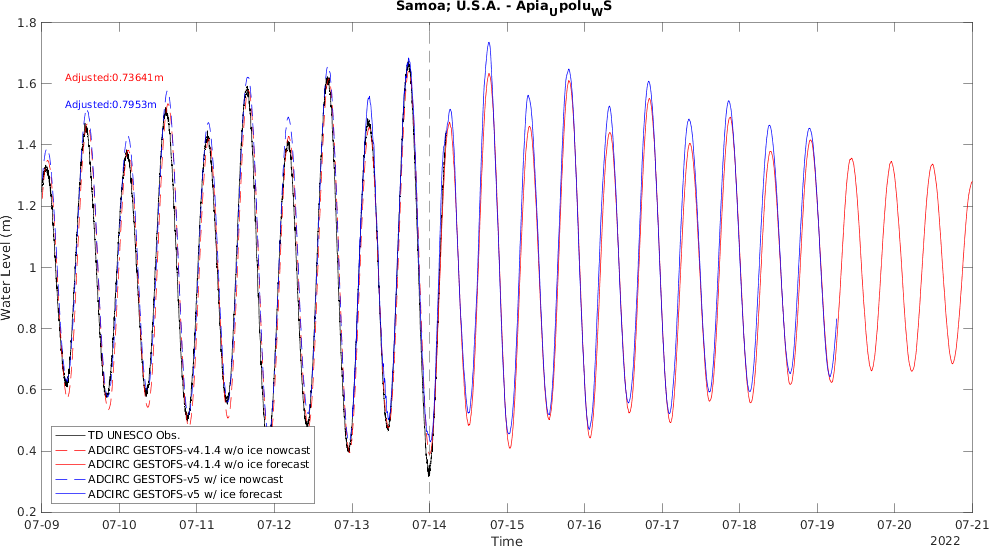 Samoa; U.S.A. - ApiaUpoluWS
1.8
1.6
1.4
1.2
1
0.8
0.6
0.4
0.2
Water Level (m)
Adjusted:0.73641m
Adjusted:0.7953m
TD UNESCO Obs.
ADCIRC GESTOFS-v4.1.4 w/o ice nowcast
ADCIRC GESTOFS-v4.1.4 w/o ice forecast
ADCIRC GESTOFS-v5 w/ ice nowcast
ADCIRC GESTOFS-v5 w/ ice forecast
07-09 07-10 07-11 07-12 07-13 07-14 07-15 07-16 07-17 07-18 07-19 07-20 07-21
Time
2022